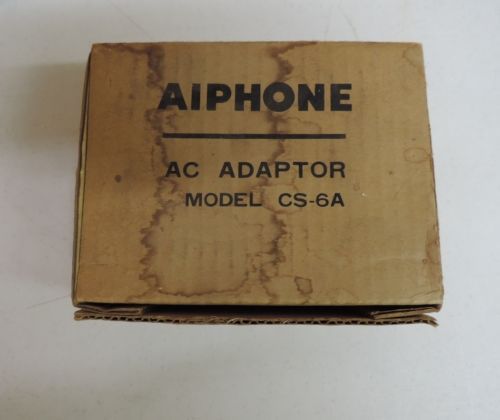 AIPHONE
AC ADAPTOR
MODEL CS-6A